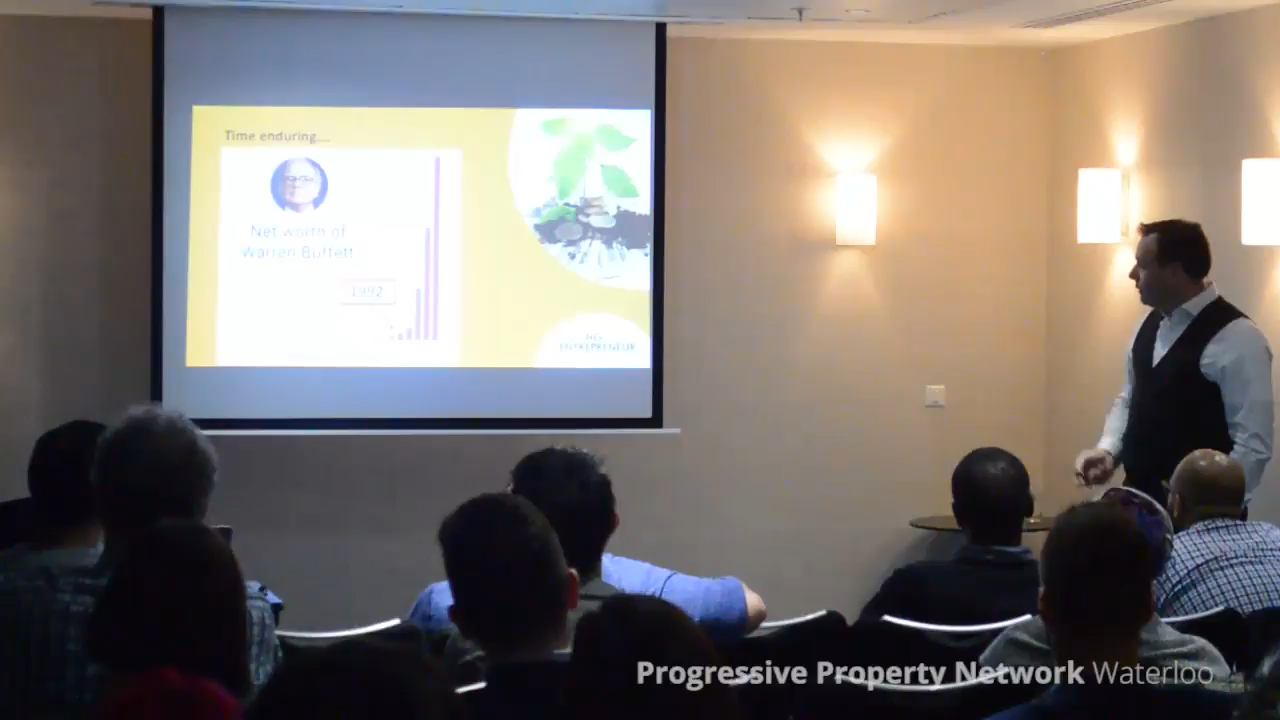 Time enduring....
Net worth of
Warren Buffett
1992
ENTREPRENEUR
Progressive Property Network Waterloo